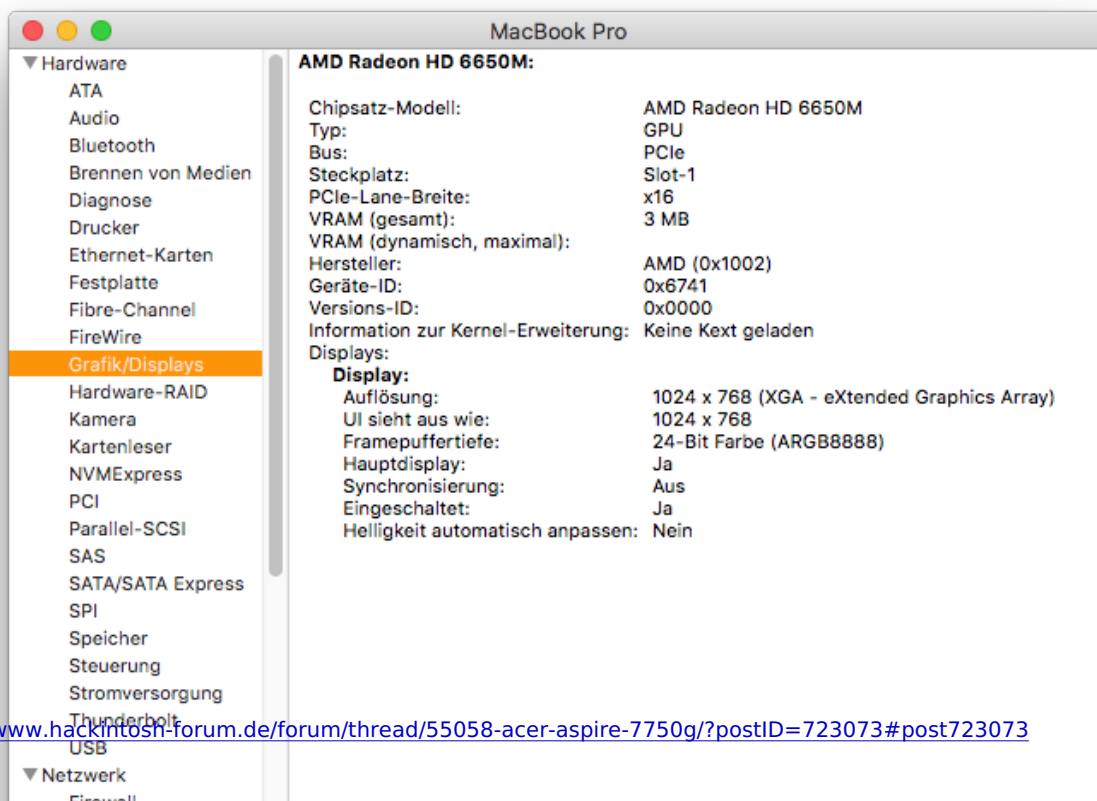 MacBook Pro
Hardware
ATA
Audio
Bluetooth
Brennen von Medien
Diagnose
Drucker
Ethernet-Karten
Festplatte
Fibre-Channel
FireWire
Grafik/Displays
Hardware-RAID
Kamera
Kartenleser
NVMExpress
PCI
Parallel-SCSI
SAS
SATA/SATA Express
SPI
Speicher
Steuerung
Stromversorgung
Thunderbolt
USB
Netzwerk
Firewall
AMD Radeon HD 6650M:
Chipsatz-Modell: AMD Radeon HD 6650M
Typ: GPU
Bus: PCIe
Steckplatz: Slot-1
PCIe-Lane-Breite: x16
VRAM (gesamt): 3 MB
VRAM (dynamisch, maximal):
Hersteller: AMD (0x1002)
Geräte-ID: 0x6741
Versions-ID: 0x0000
Information zur Kernel-Erweiterung: Keine Kext geladen
Displays:
Display:
Auflösung: 1024 x 768 (XGA - eXtended Graphics Array)
UI sieht aus wie: 1024 x 768
Framepuffertiefe: 24-Bit Farbe (ARGB8888)
Hauptdisplay: Ja
Synchronisierung: Aus
Eingeschaltet: Ja
Helligkeit automatisch anpassen: Nein
www.hackintosh-forum.de/forum/thread/55058-acer-aspire-7750g/?postID=723073#post723073